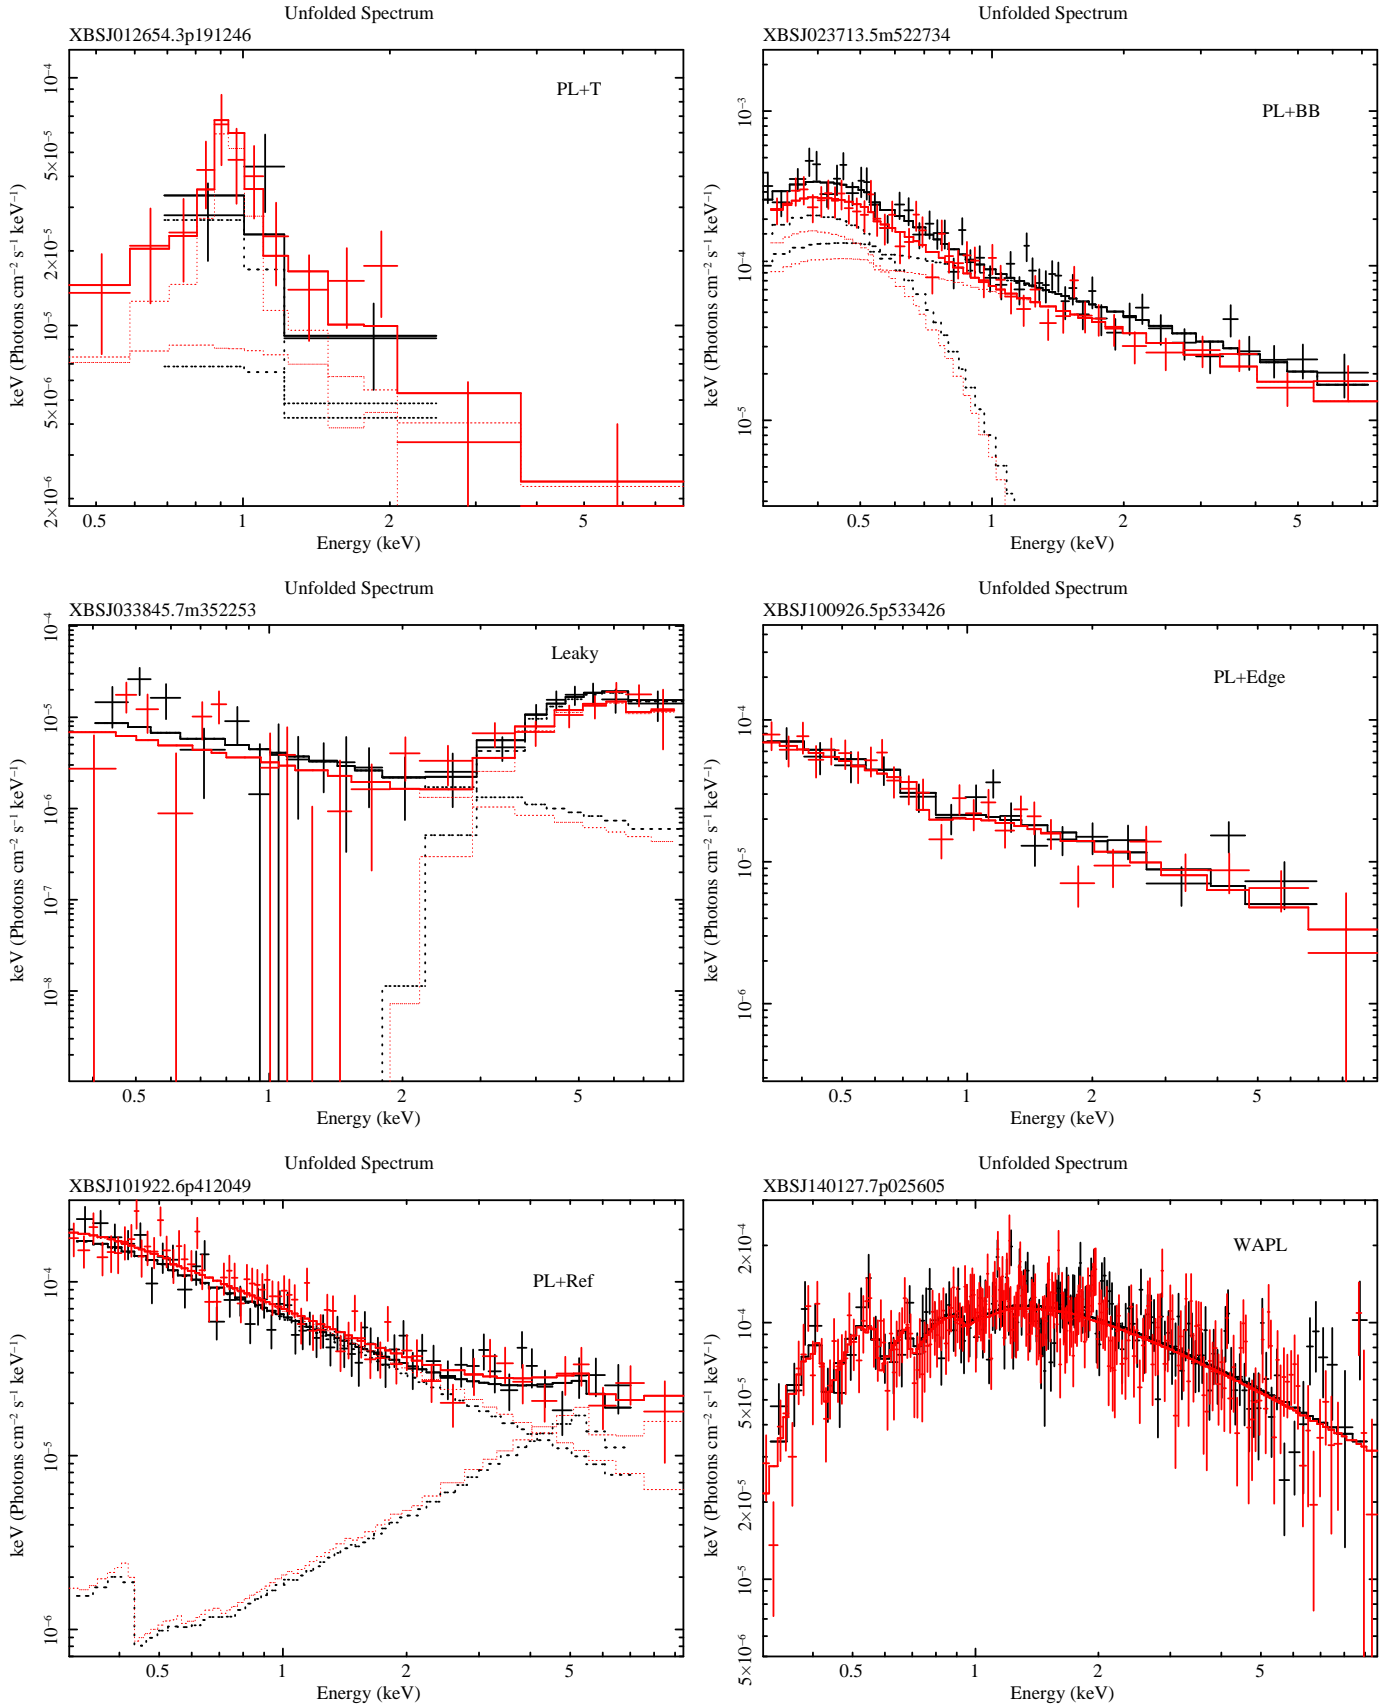 Unfolded Spectrum
XBSJ012654.3p191246
PL+T
10⁻⁴
5×10⁻⁵
2×10⁻⁵
10⁻⁵
5×10⁻⁶
2×10⁻⁶
keV (Photons cm⁻² s⁻¹ keV⁻¹)
0.5 1 2 5
Energy (keV)
Unfolded Spectrum
XBSJ023713.5m522734
PL+BB
10⁻³
10⁻⁴
10⁻⁵
keV (Photons cm⁻² s⁻¹ keV⁻¹)
0.5 1 2 5
Energy (keV)
Unfolded Spectrum
XBSJ033845.7m352253
Leaky
10⁻⁴
10⁻⁵
10⁻⁶
10⁻⁷
10⁻⁸
keV (Photons cm⁻² s⁻¹ keV⁻¹)
0.5 1 2 5
Energy (keV)
Unfolded Spectrum
XBSJ100926.5p533426
PL+Edge
10⁻⁴
10⁻⁵
10⁻⁶
keV (Photons cm⁻² s⁻¹ keV⁻¹)
0.5 1 2 5
Energy (keV)
Unfolded Spectrum
XBSJ101922.6p412049
PL+Ref
10⁻⁴
10⁻⁵
10⁻⁶
keV (Photons cm⁻² s⁻¹ keV⁻¹)
0.5 1 2 5
Energy (keV)
Unfolded Spectrum
XBSJ140127.7p025605
WAPL
2×10⁻⁴
10⁻⁴
5×10⁻⁵
2×10⁻⁵
10⁻⁵
5×10⁻⁶
keV (Photons cm⁻² s⁻¹ keV⁻¹)
0.5 1 2 5
Energy (keV)